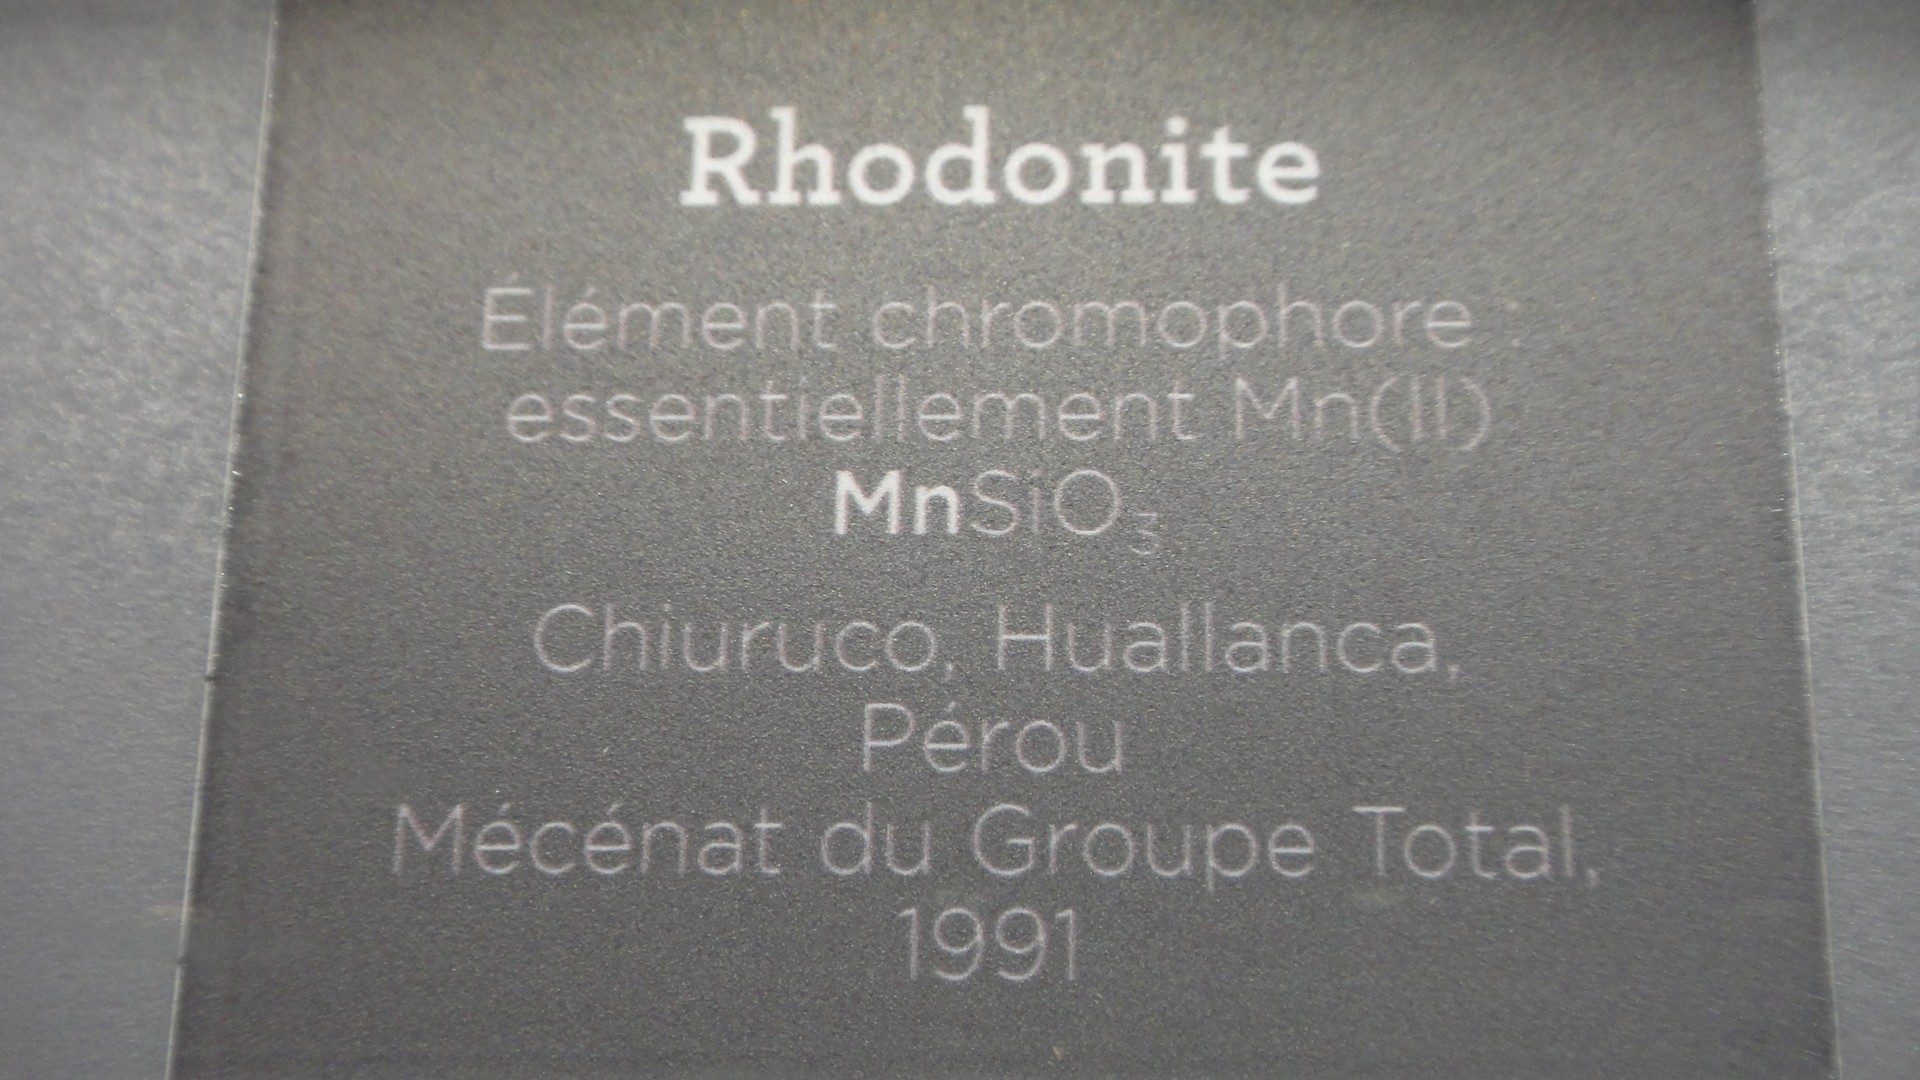 Rhodonite
Élément chromophore :
essentiellement Mn(II)
MnSiO₃
Chiuruco, Huallanca,
Pérou
Mécénat du Groupe Total,
1991